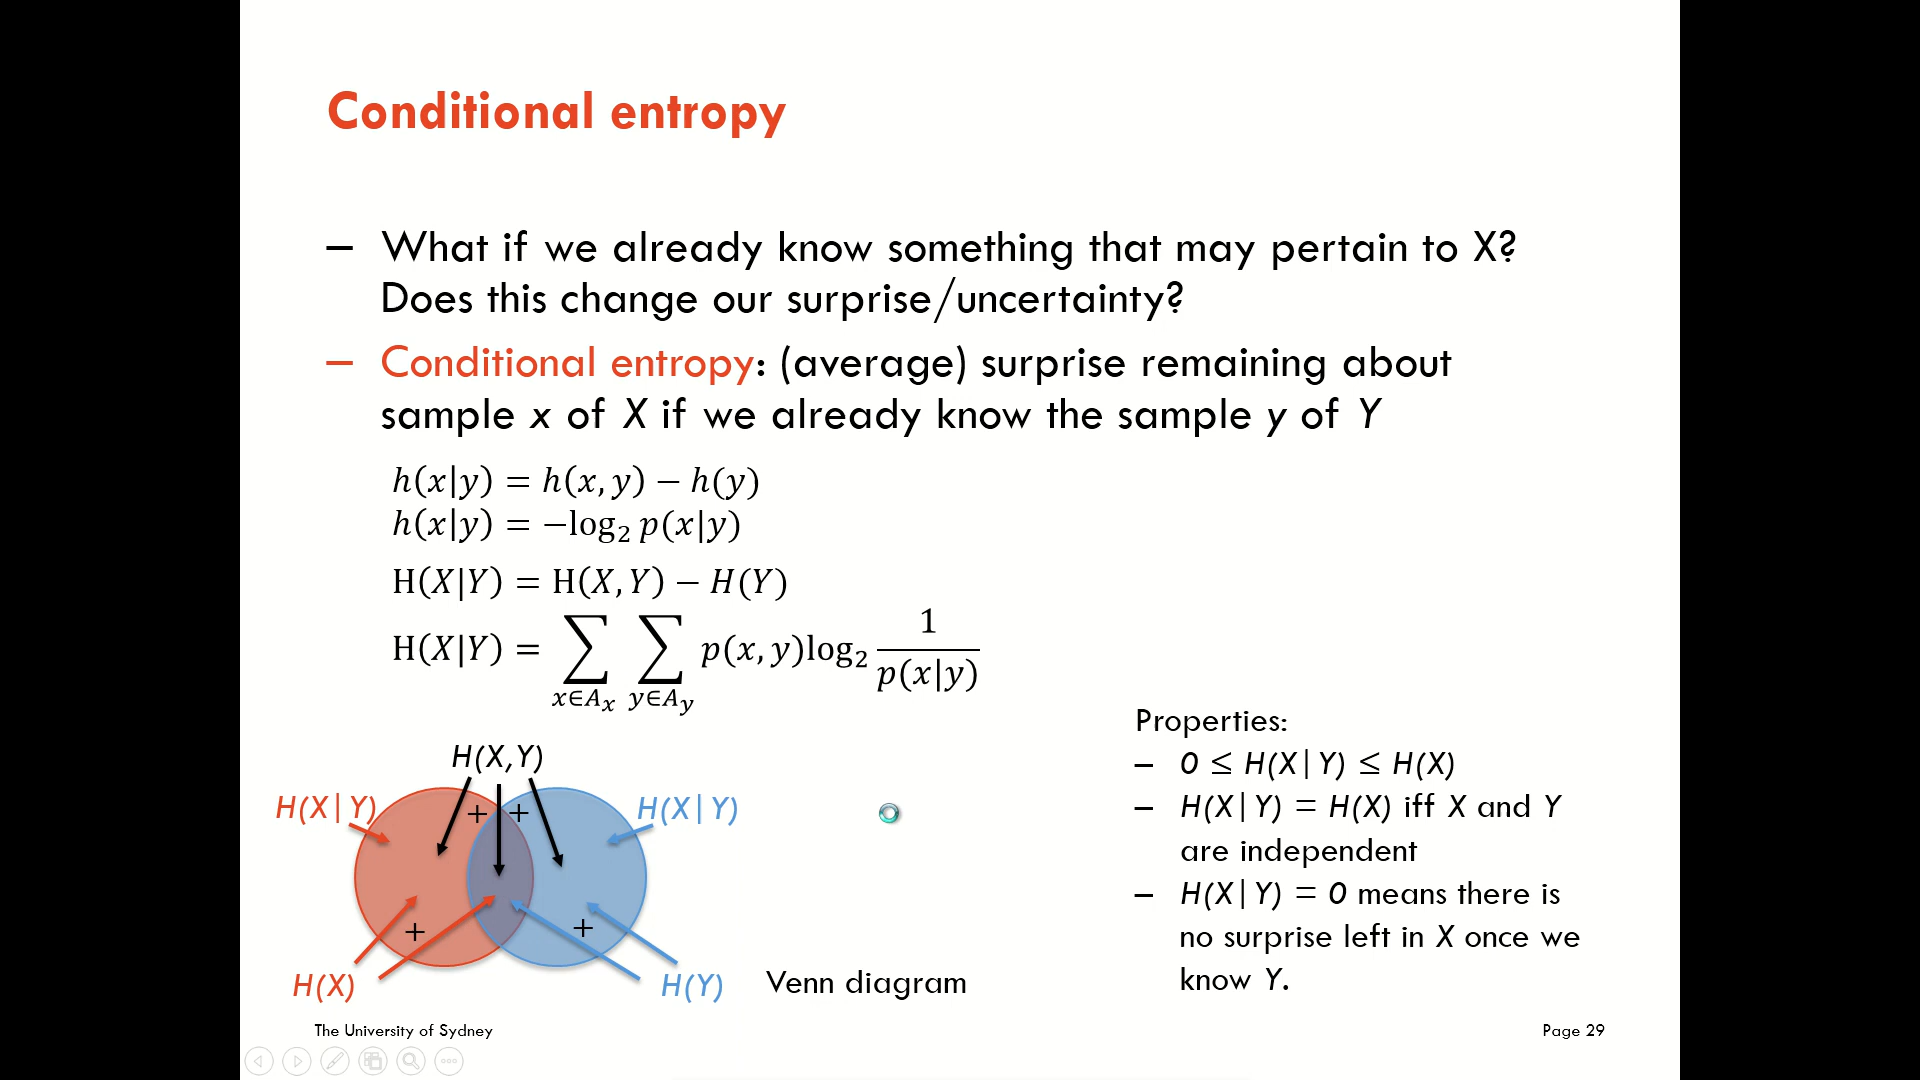 Conditional entropy
– What if we already know something that may pertain to X?
Does this change our surprise/uncertainty?
– Conditional entropy: (average) surprise remaining about
sample x of X if we already know the sample y of Y
h(x|y) = h(x, y) − h(y)
h(x|y) = −log₂ p(x|y)
H(X|Y) = H(X, Y) − H(Y)
H(X|Y) = ∑_{x∈A_x} ∑_{y∈A_y} p(x, y)log₂ 1/p(x|y)
H(X,Y)
H(X|Y)
+ +
H(X|Y)
+
+
H(X)
H(Y)
Venn diagram
Properties:
– 0 ≤ H(X|Y) ≤ H(X)
– H(X|Y) = H(X) iff X and Y
are independent
– H(X|Y) = 0 means there is
no surprise left in X once we
know Y.
The University of Sydney
Page 29